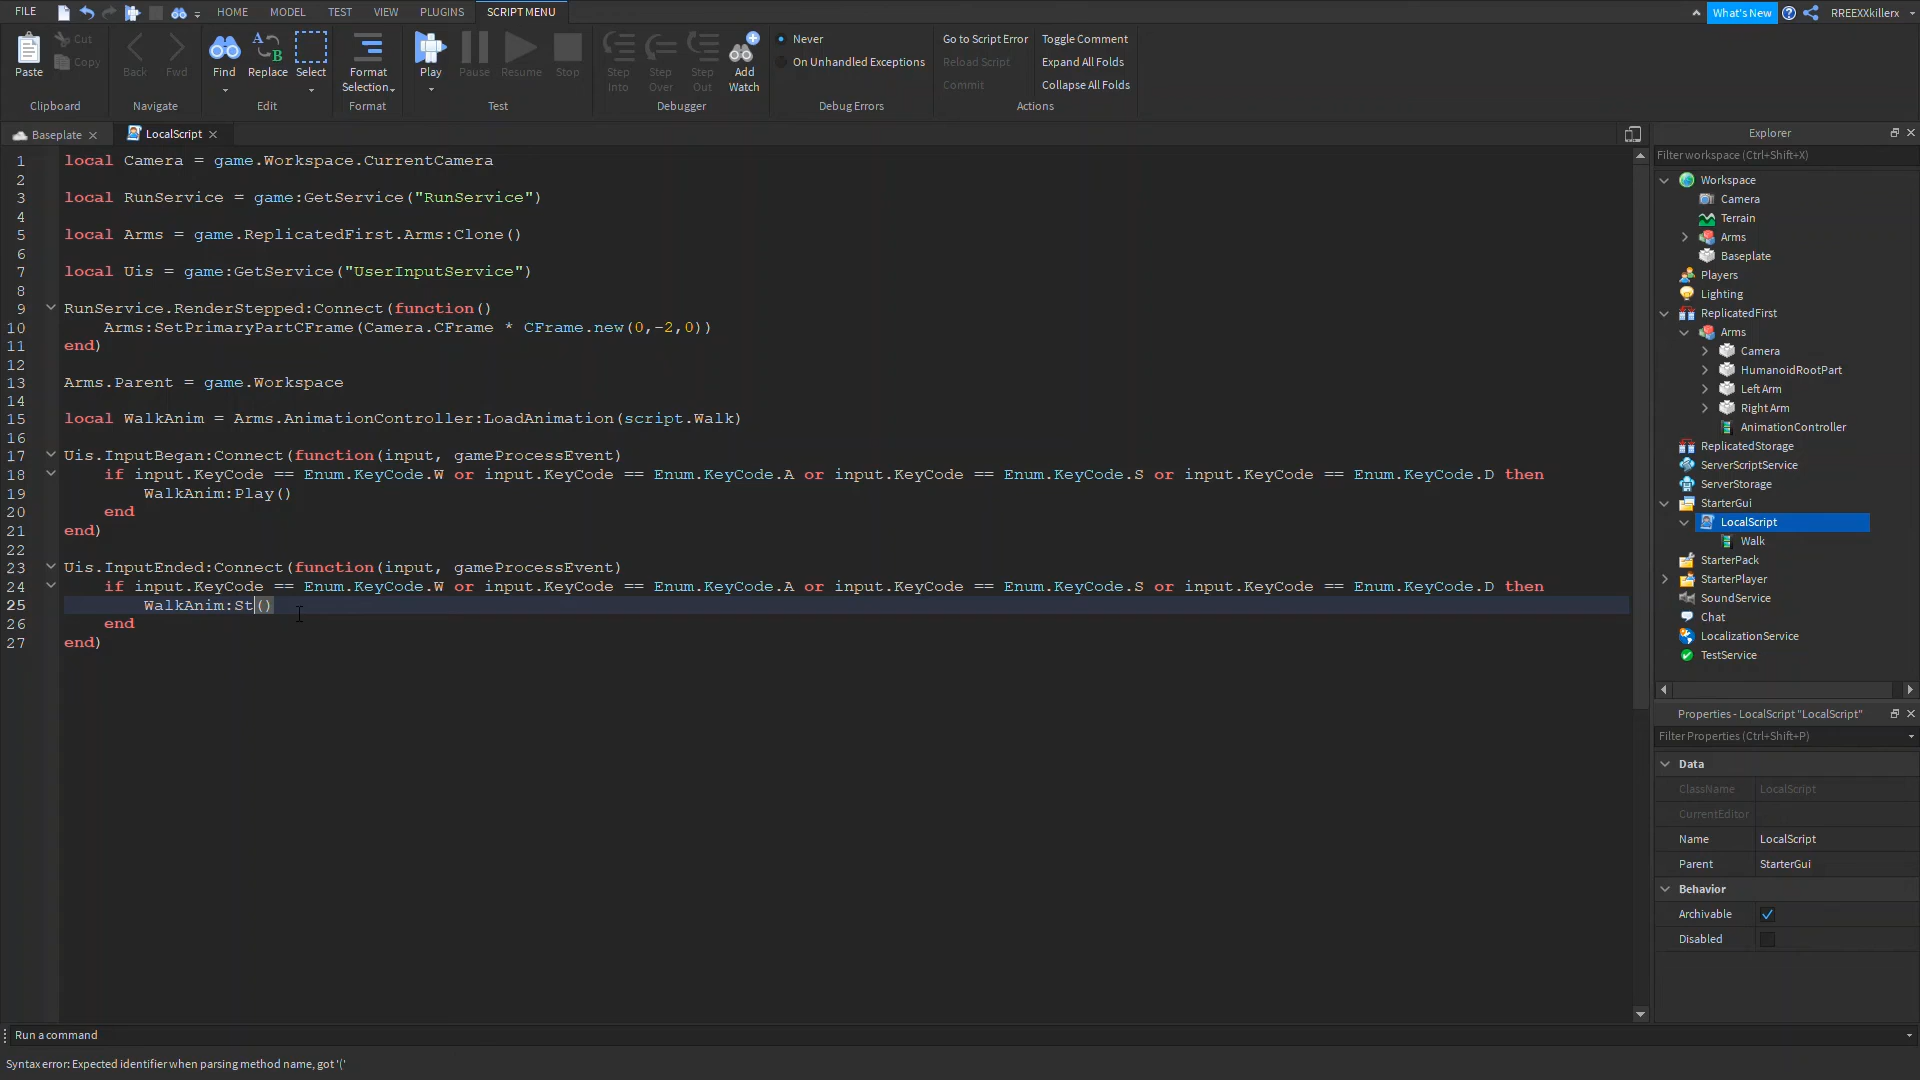 FILE HOME MODEL TEST VIEW PLUGINS SCRIPT MENU What's New RREEXXkillerx
Paste Cut Copy Back Fwd Find Replace Select Format Selection Play Pause Resume Stop Step Into Step Over Step Out Add Watch
Never
On Unhandled Exceptions
Go to Script Error
Reload Script
Commit
Toggle Comment
Expand All Folds
Collapse All Folds
Clipboard Navigate Edit Format Test Debugger Debug Errors Actions
Baseplate LocalScript
1 local Camera = game.Workspace.CurrentCamera
2
3 local RunService = game:GetService("RunService")
4
5 local Arms = game.ReplicatedFirst.Arms:Clone()
6
7 local Uis = game:GetService("UserInputService")
8
9 RunService.RenderStepped:Connect(function()
10 Arms:SetPrimaryPartCFrame(Camera.CFrame * CFrame.new(0,-2,0))
11 end)
12
13 Arms.Parent = game.Workspace
14
15 local WalkAnim = Arms.AnimationController:LoadAnimation(script.Walk)
16
17 Uis.InputBegan:Connect(function(input, gameProcessEvent)
18 if input.KeyCode == Enum.KeyCode.W or input.KeyCode == Enum.KeyCode.A or input.KeyCode == Enum.KeyCode.S or input.KeyCode == Enum.KeyCode.D then
19 WalkAnim:Play()
20 end
21 end)
22
23 Uis.InputEnded:Connect(function(input, gameProcessEvent)
24 if input.KeyCode == Enum.KeyCode.W or input.KeyCode == Enum.KeyCode.A or input.KeyCode == Enum.KeyCode.S or input.KeyCode == Enum.KeyCode.D then
25 WalkAnim:St()
26 end
27 end)
Explorer
Filter workspace (Ctrl+Shift+X)
Workspace
Camera
Terrain
Arms
Baseplate
Players
Lighting
ReplicatedFirst
Arms
Camera
HumanoidRootPart
Left Arm
Right Arm
AnimationController
ReplicatedStorage
ServerScriptService
ServerStorage
StarterGui
LocalScript
Walk
StarterPack
StarterPlayer
SoundService
Chat
LocalizationService
TestService
Properties - LocalScript "LocalScript"
Filter Properties (Ctrl+Shift+P)
Data
ClassName LocalScript
CurrentEditor
Name LocalScript
Parent StarterGui
Behavior
Archivable
Disabled
Run a command
Syntax error: Expected identifier when parsing method name, got '('